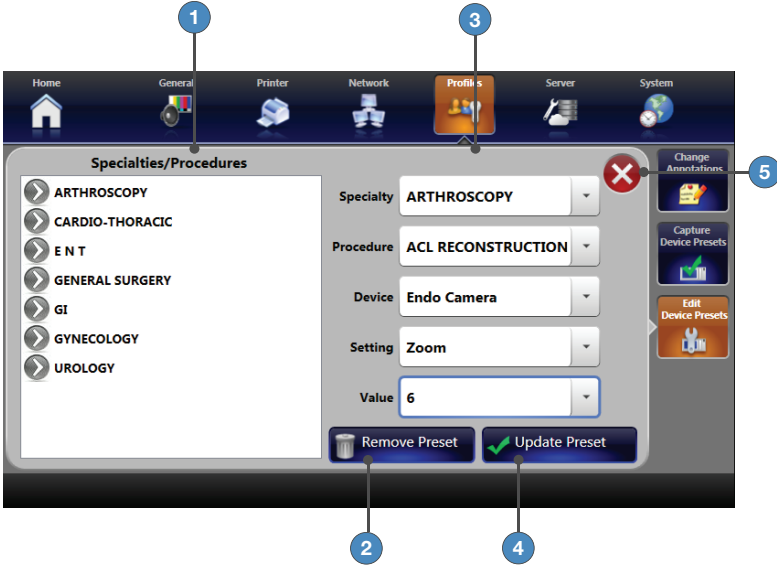 1
3
Home
General
Printer
Network
Profiles
Server
System
Specialties/Procedures
ARTHROSCOPY
CARDIO-THORACIC
E N T
GENERAL SURGERY
GI
GYNECOLOGY
UROLOGY
Specialty ARTHROSCOPY
Procedure ACL RECONSTRUCTION
Device Endo Camera
Setting Zoom
Value 6
Remove Preset
Update Preset
Change
Annotations
5
Capture
Device Presets
Edit
Device Presets
2
4